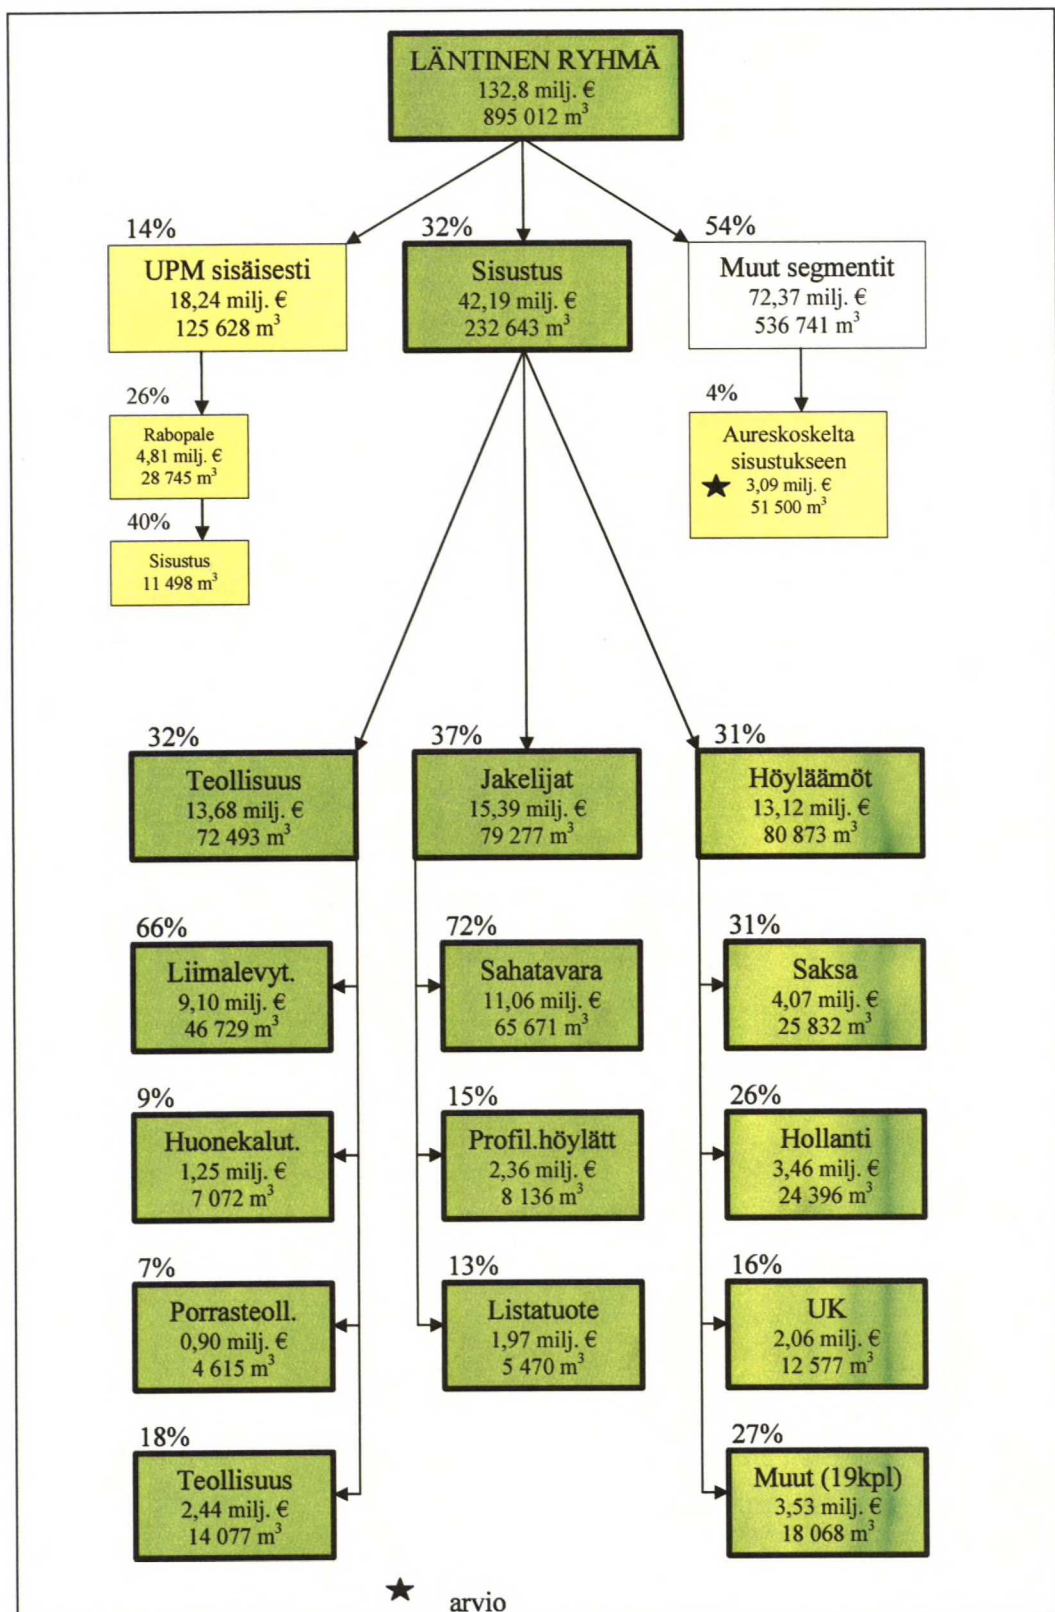 LÄNTINEN RYHMÄ
132,8 milj. €
895 012 m³
14%
UPM sisäisesti
18,24 milj. €
125 628 m³
32%
Sisustus
42,19 milj. €
232 643 m³
54%
Muut segmentit
72,37 milj. €
536 741 m³
26%
Rabopale
4,81 milj. €
28 745 m³
40%
Sisustus
11 498 m³
4%
Aureskoskelta
sisustukseen
★ 3,09 milj. €
51 500 m³
32%
Teollisuus
13,68 milj. €
72 493 m³
37%
Jakelijat
15,39 milj. €
79 277 m³
31%
Höyläämöt
13,12 milj. €
80 873 m³
66%
Liimalevyt.
9,10 milj. €
46 729 m³
72%
Sahatavara
11,06 milj. €
65 671 m³
31%
Saksa
4,07 milj. €
25 832 m³
9%
Huonekalut.
1,25 milj. €
7 072 m³
15%
Profil.höylätt
2,36 milj. €
8 136 m³
26%
Hollanti
3,46 milj. €
24 396 m³
7%
Porrasteoll.
0,90 milj. €
4 615 m³
13%
Listatuote
1,97 milj. €
5 470 m³
16%
UK
2,06 milj. €
12 577 m³
18%
Teollisuus
2,44 milj. €
14 077 m³
27%
Muut (19kpl)
3,53 milj. €
18 068 m³
★ arvio